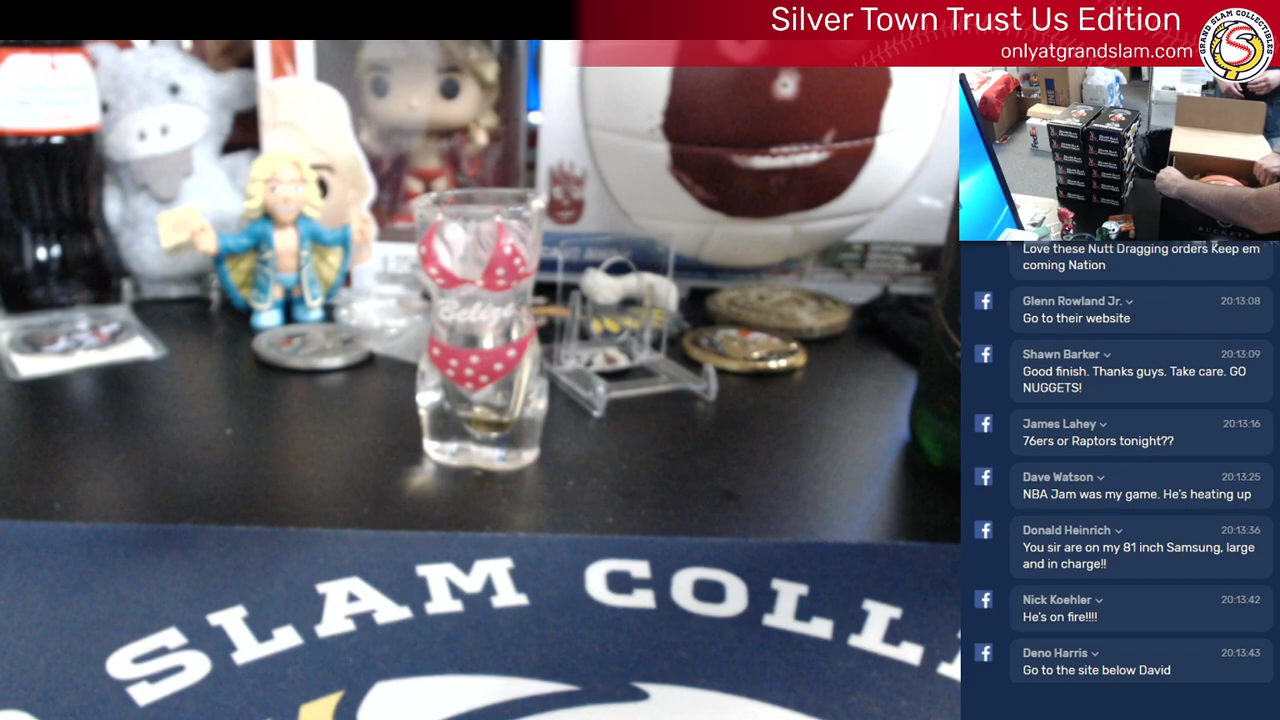 Silver Town Trust Us Edition
onlyatgrandslam.com
GRAND SLAM COLLECTIBLES
Love these Nutt Dragging orders Keep em
coming Nation
Glenn Rowland Jr.
20:13:08
Go to their website
Shawn Barker
20:13:09
Good finish. Thanks guys. Take care. GO
NUGGETS!
James Lahey
20:13:16
76ers or Raptors tonight??
Dave Watson
20:13:25
NBA Jam was my game. He's heating up
Donald Heinrich
20:13:36
You sir are on my 81 inch Samsung, large
and in charge!!
Nick Koehler
20:13:42
He's on fire!!!!
Deno Harris
20:13:43
Go to the site below David
Belize
SLAM COLL